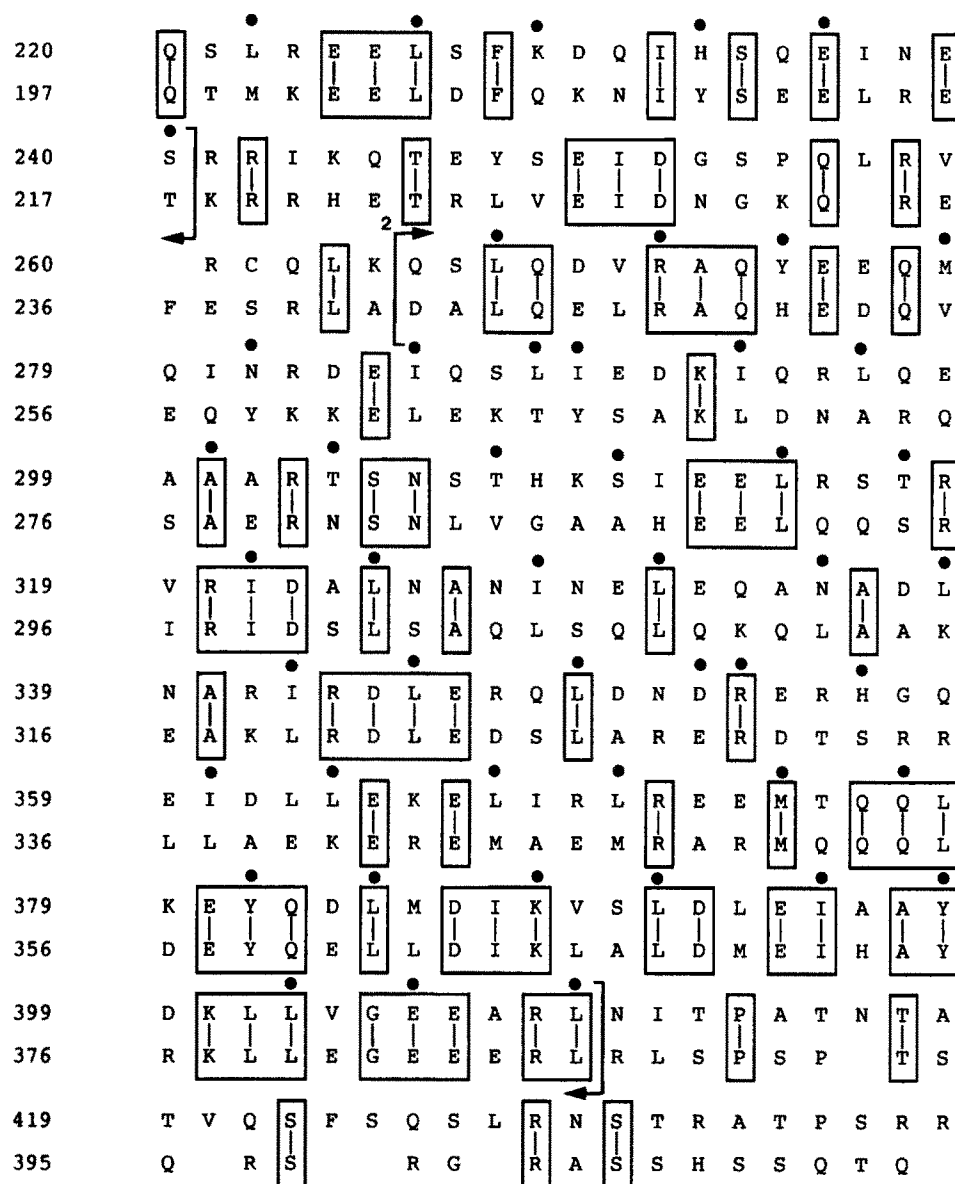 220 Q S L R E E L S F K D Q I H S Q E I N E
197 Q T M K E E L D F Q K N I Y S E E L R E
240 S R R I K Q T E Y S E I D G S P Q L R V
217 T K R R H E T R L V E I D N G K Q R E
2
260 R C Q L K Q S L Q D V R A Q Y E E Q M
236 F E S R L A D A L Q E L R A Q H E D Q V
279 Q I N R D E I Q S L I E D K I Q R L Q E
256 E Q Y K K E L E K T Y S A K L D N A R Q
299 A A A R T S N S T H K S I E E L R S T R
276 S A E R N S N L V G A A H E E L Q Q S R
319 V R I D A L N A N I N E L E Q A N A D L
296 I R I D S L S A Q L S Q L Q K Q L A A K
339 N A R I R D L E R Q L D N D R E R H G Q
316 E A K L R D L E D S L A R E R D T S R R
359 E I D L L E K E L I R L R E E M T Q Q L
336 L L A E K E R E M A E M R A R M Q Q Q L
379 K E Y Q D L M D I K V S L D L E I A A Y
356 D E Y Q E L L D I K L A L D M E I H A Y
399 D K L L V G E E A R L N I T P A T N T A
376 R K L L E G E E E R L R L S P S P T S
419 T V Q S F S Q S L R N S T R A T P S R R
395 Q R S R G R A S S H S S Q T Q